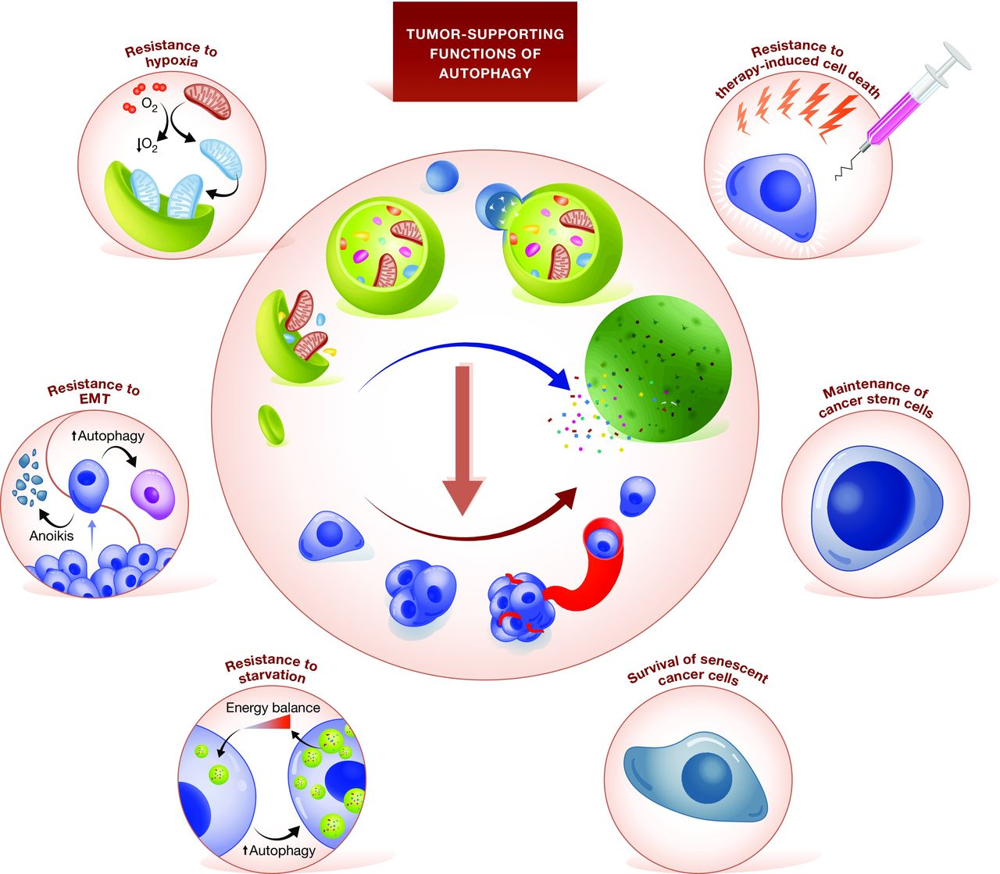 TUMOR-SUPPORTING
FUNCTIONS OF
AUTOPHAGY
Resistance to
hypoxia
O2
↓O2
Resistance to
therapy-induced cell death
Resistance to
EMT
↑Autophagy
Anoikis
Maintenance of
cancer stem cells
Resistance to
starvation
Energy balance
↑Autophagy
Survival of senescent
cancer cells